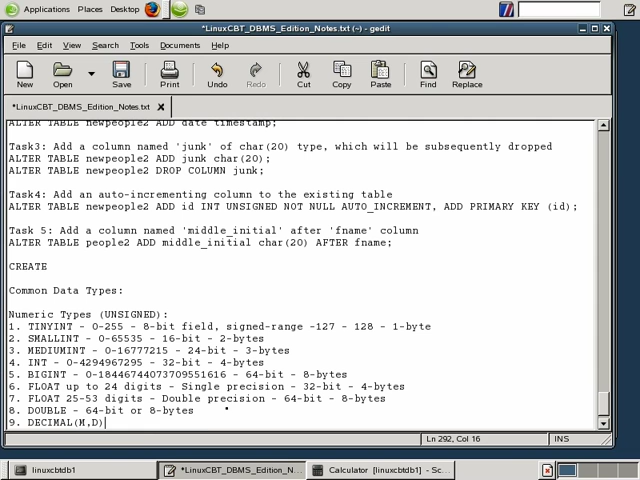 Applications Places Desktop
*LinuxCBT_DBMS_Edition_Notes.txt (~) - gedit
File Edit View Search Tools Documents Help
New Open Save Print Undo Redo Cut Copy Paste Find Replace
*LinuxCBT_DBMS_Edition_Notes.txt
ALTER TABLE newpeople2 ADD date timestamp;
Task3: Add a column named 'junk' of char(20) type, which will be subsequently dropped
ALTER TABLE newpeople2 ADD junk char(20);
ALTER TABLE newpeople2 DROP COLUMN junk;
Task4: Add an auto-incrementing column to the existing table
ALTER TABLE newpeople2 ADD id INT UNSIGNED NOT NULL AUTO_INCREMENT, ADD PRIMARY KEY (id);
Task 5: Add a column named 'middle_initial' after 'fname' column
ALTER TABLE people2 ADD middle_initial char(20) AFTER fname;
CREATE
Common Data Types:
Numeric Types (UNSIGNED):
1. TINYINT - 0-255 - 8-bit field, signed-range -127 - 128 - 1-byte
2. SMALLINT - 0-65535 - 16-bit - 2-bytes
3. MEDIUMINT - 0-16777215 - 24-bit - 3-bytes
4. INT - 0-4294967295 - 32-bit - 4-bytes
5. BIGINT - 0-18446744073709551616 - 64-bit - 8-bytes
6. FLOAT up to 24 digits - Single precision - 32-bit - 4-bytes
7. FLOAT 25-53 digits - Double precision - 64-bit - 8-bytes
8. DOUBLE - 64-bit or 8-bytes
9. DECIMAL(M,D)
Ln 292, Col 16 INS
linuxcbtdb1 *LinuxCBT_DBMS_Edition_N... Calculator [linuxcbtdb1] - Sc...